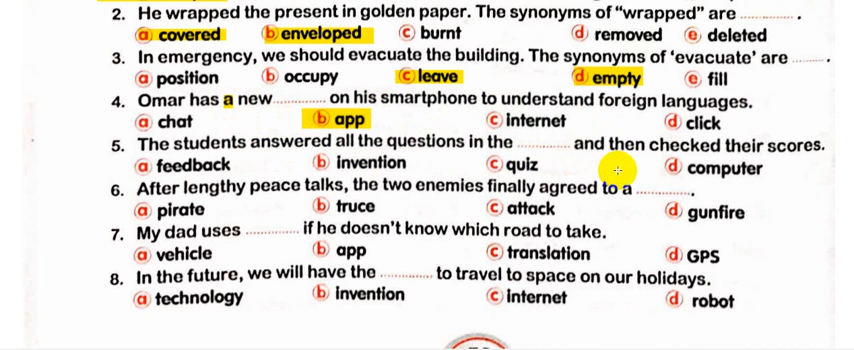 2. He wrapped the present in golden paper. The synonyms of “wrapped” are ............... .
a covered b enveloped c burnt d removed e deleted
3. In emergency, we should evacuate the building. The synonyms of ‘evacuate’ are ......... .
a position b occupy c leave d empty e fill
4. Omar has a new ............... on his smartphone to understand foreign languages.
a chat b app c internet d click
5. The students answered all the questions in the ............... and then checked their scores.
a feedback b invention c quiz d computer
6. After lengthy peace talks, the two enemies finally agreed to a ............... .
a pirate b truce c attack d gunfire
7. My dad uses ............... if he doesn't know which road to take.
a vehicle b app c translation d GPS
8. In the future, we will have the ............... to travel to space on our holidays.
a technology b invention c internet d robot